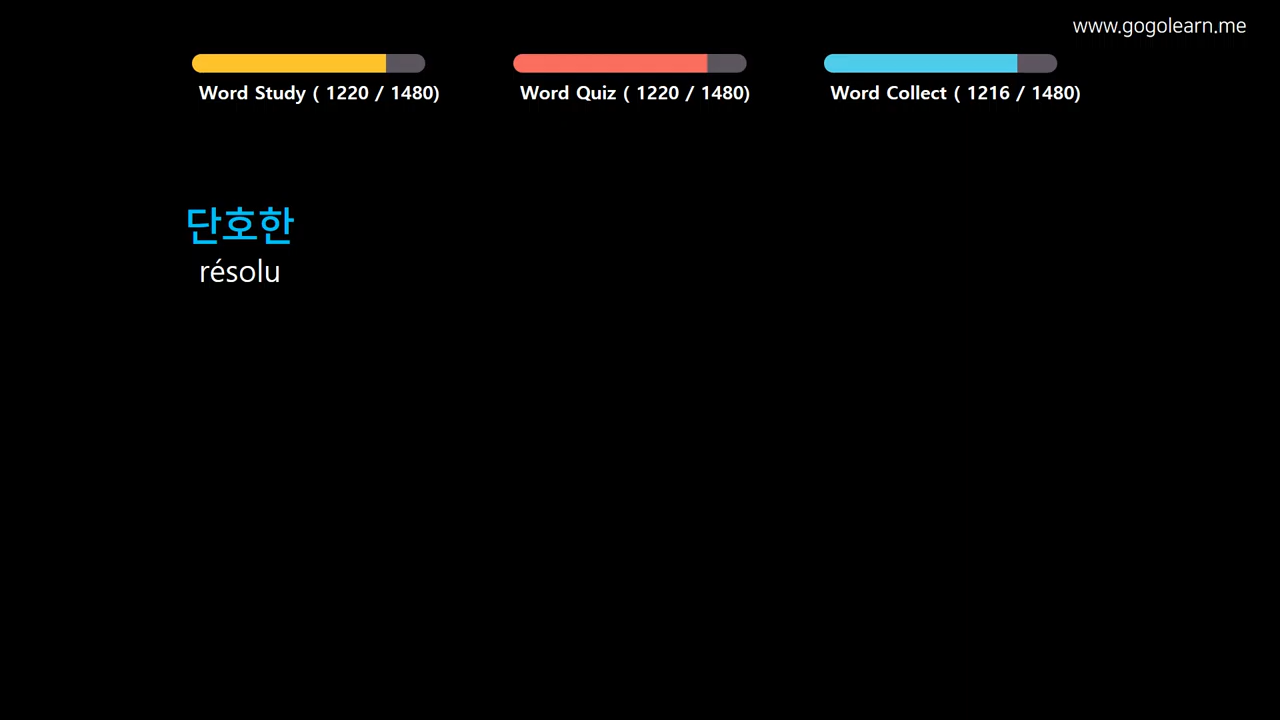 www.gogolearn.me
Word Study ( 1220 / 1480)
Word Quiz ( 1220 / 1480)
Word Collect ( 1216 / 1480)
단호한
résolu